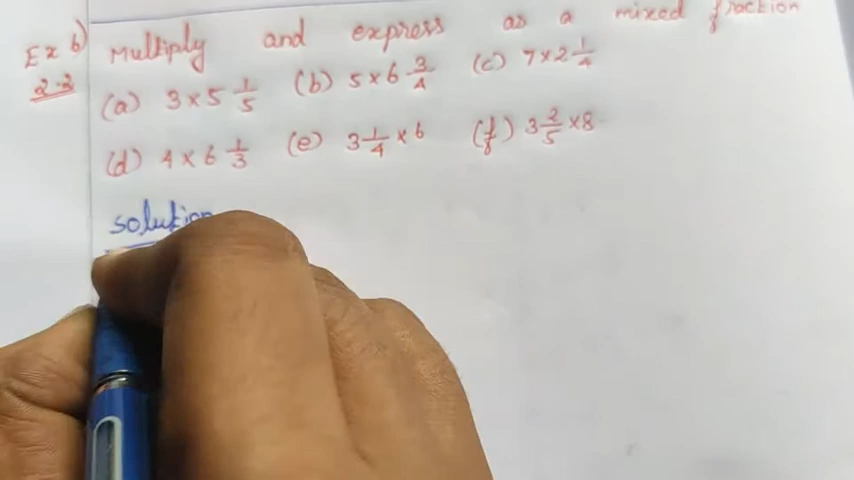 Ex 6) Multiply and express as a mixed fraction
2.2 (a) 3 x 5 1/5 (b) 5 x 6 3/4 (c) 7 x 2 1/4
(d) 4 x 6 1/3 (e) 3 1/4 x 6 (f) 3 2/5 x 8
solution